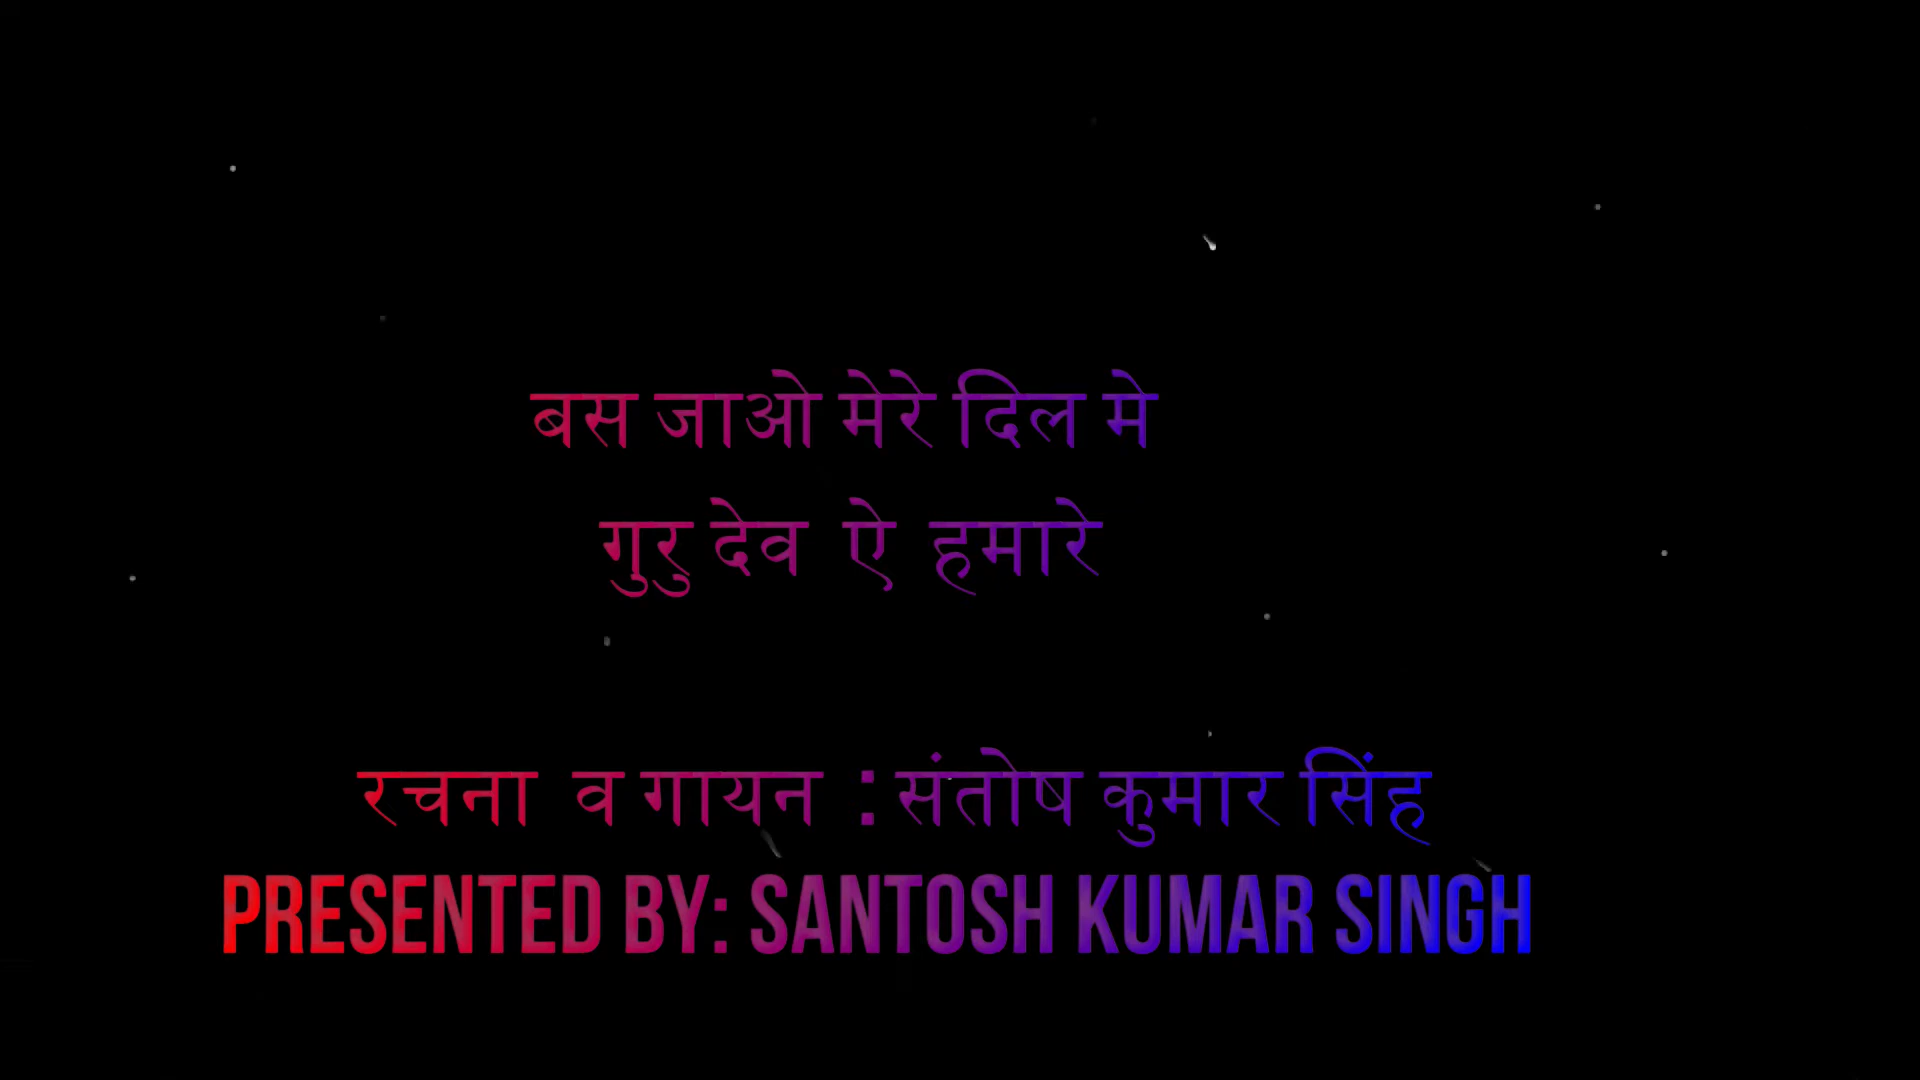 बस जाओ मेरे दिल मे
गुरु देव ऐ हमारे
रचना व गायन : संतोष कुमार सिंह
PRESENTED BY: SANTOSH KUMAR SINGH